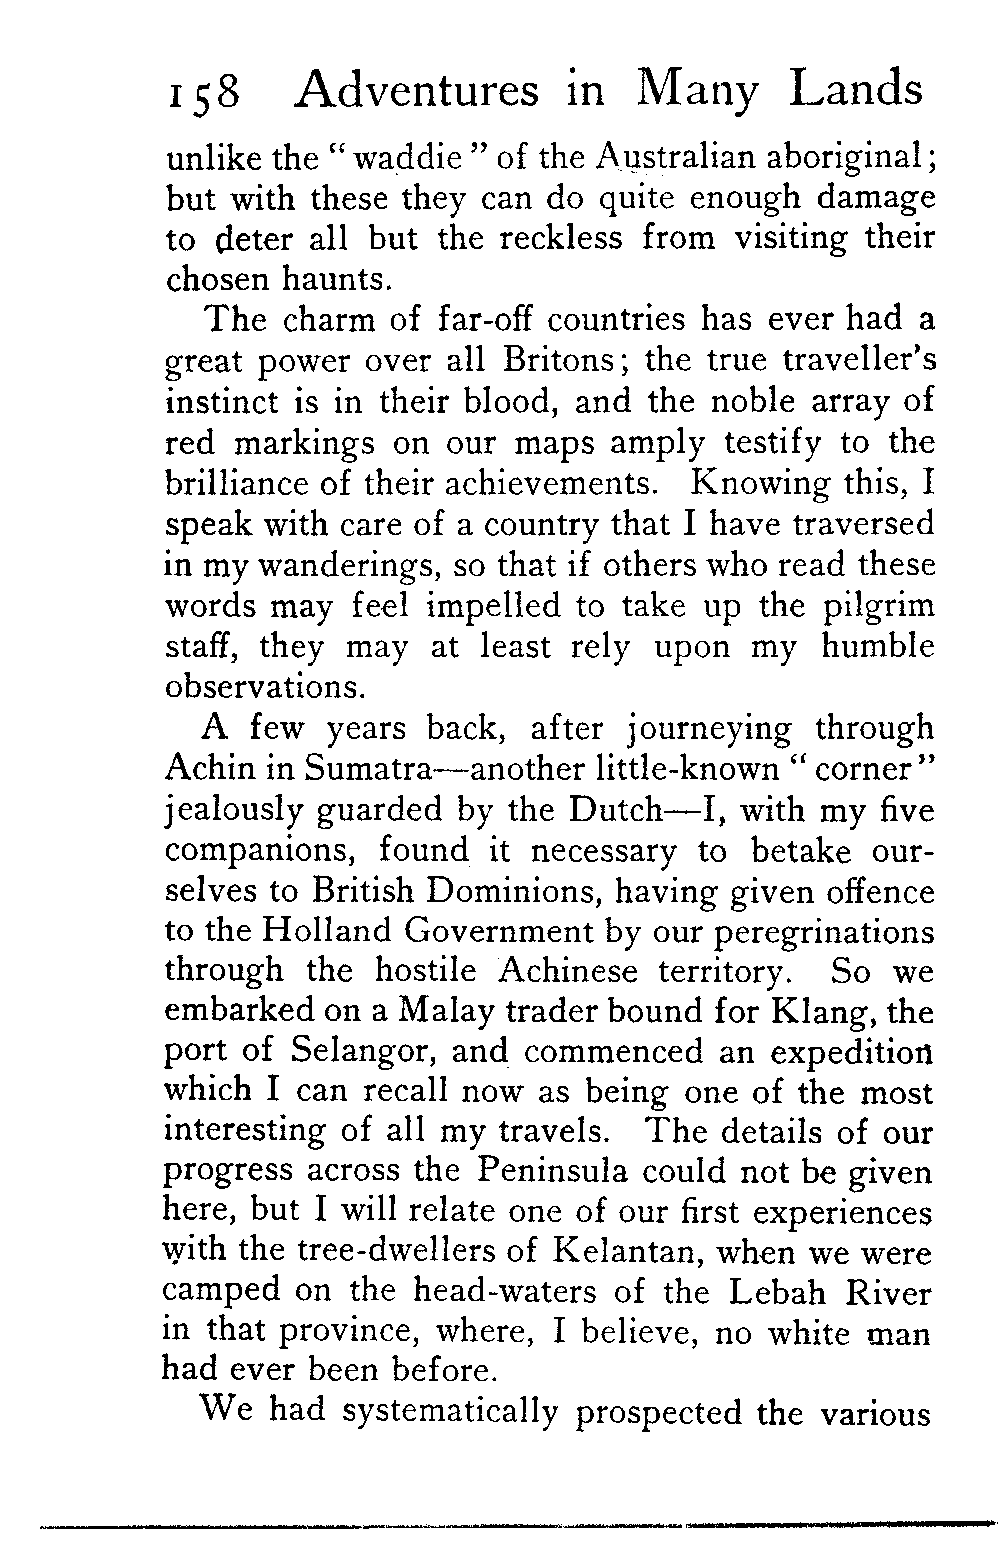 158 Adventures in Many Lands
unlike the “ waddie ” of the Australian aboriginal;
but with these they can do quite enough damage
to deter all but the reckless from visiting their
chosen haunts.
The charm of far-off countries has ever had a
great power over all Britons; the true traveller's
instinct is in their blood, and the noble array of
red markings on our maps amply testify to the
brilliance of their achievements. Knowing this, I
speak with care of a country that I have traversed
in my wanderings, so that if others who read these
words may feel impelled to take up the pilgrim
staff, they may at least rely upon my humble
observations.
A few years back, after journeying through
Achin in Sumatra—another little-known “ corner ”
jealously guarded by the Dutch—I, with my five
companions, found it necessary to betake our-
selves to British Dominions, having given offence
to the Holland Government by our peregrinations
through the hostile Achinese territory. So we
embarked on a Malay trader bound for Klang, the
port of Selangor, and commenced an expedition
which I can recall now as being one of the most
interesting of all my travels. The details of our
progress across the Peninsula could not be given
here, but I will relate one of our first experiences
with the tree-dwellers of Kelantan, when we were
camped on the head-waters of the Lebah River
in that province, where, I believe, no white man
had ever been before.
We had systematically prospected the various